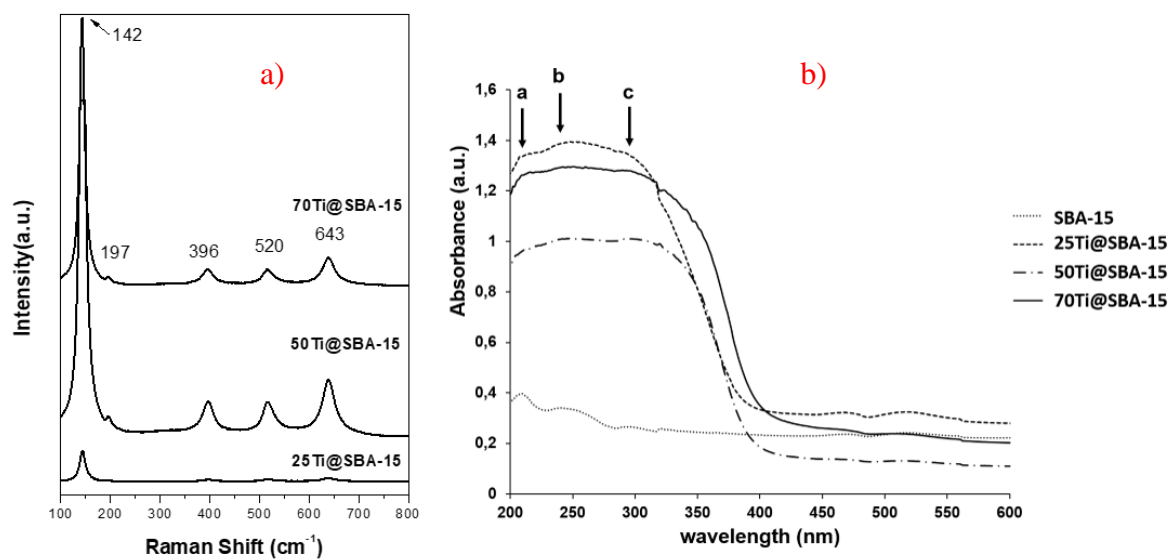 142
a)
70Ti@SBA-15
197
396
520
643
50Ti@SBA-15
25Ti@SBA-15
Intensity(a.u.)
100 200 300 400 500 600 700 800
Raman Shift (cm-1)
b)
a
b
c
1,6
1,4
1,2
1
0,8
0,6
0,4
0,2
0
Absorbance (a.u.)
200 250 300 350 400 450 500 550 600
wavelength (nm)
SBA-15
25Ti@SBA-15
50Ti@SBA-15
70Ti@SBA-15